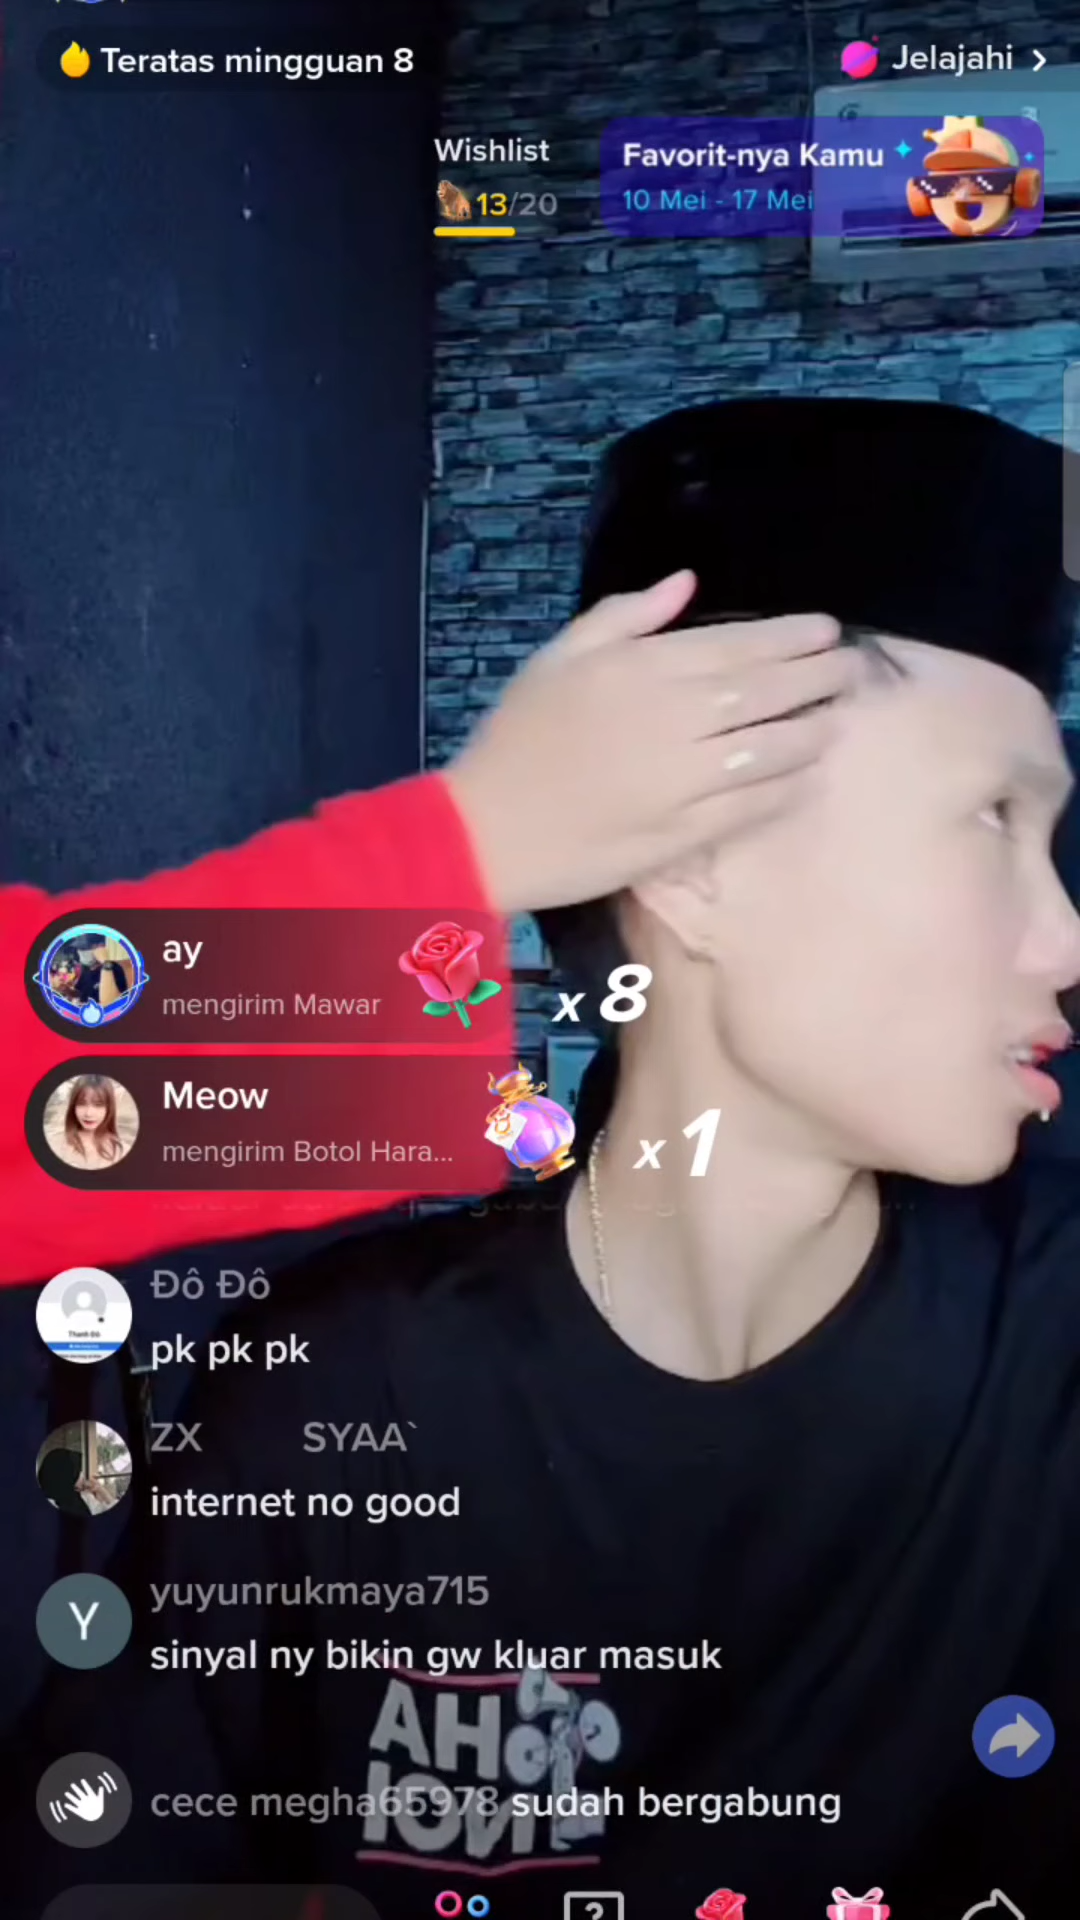 Teratas mingguan 8
Jelajahi
Wishlist
13/20
Favorit-nya Kamu
10 Mei - 17 Mei
ay
mengirim Mawar
x 8
Meow
mengirim Botol Hara...
x 1
Đô Đô
pk pk pk
ZX SYAA`
internet no good
Y
yuyunrukmaya715
sinyal ny bikin gw kluar masuk
cece megha65978 sudah bergabung